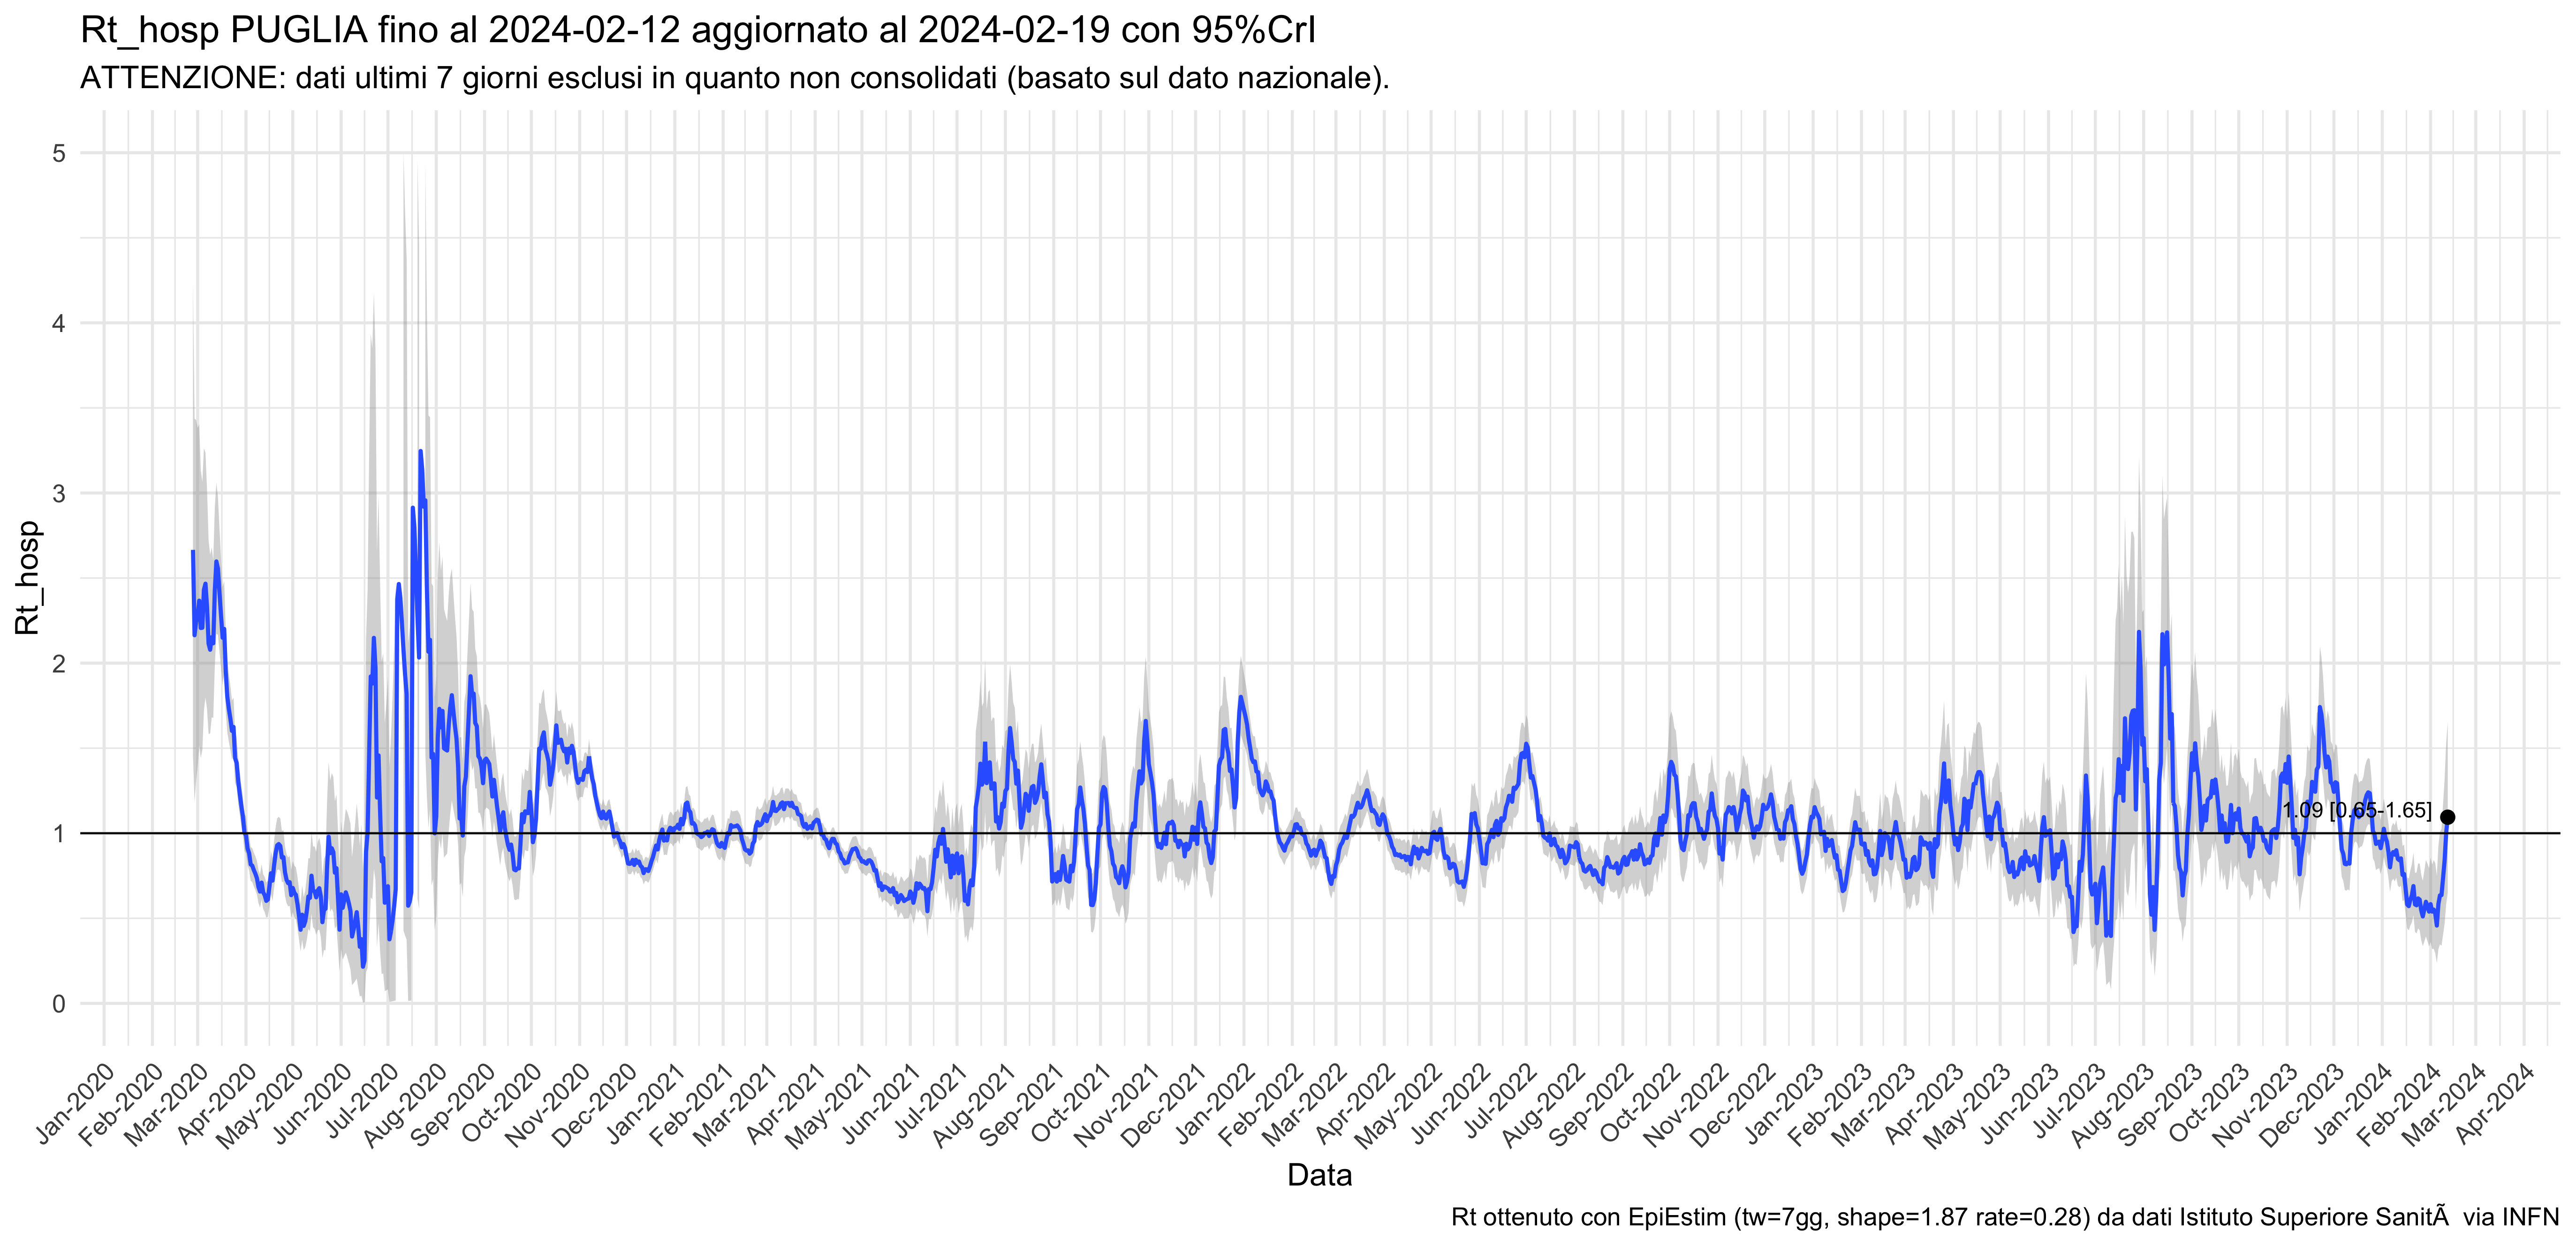 Rt_hosp PUGLIA fino al 2024-02-12 aggiornato al 2024-02-19 con 95%CrI
ATTENZIONE: dati ultimi 7 giorni esclusi in quanto non consolidati (basato sul dato nazionale).
Rt_hosp
5
4
3
2
1
0
1.09 [0.65-1.65]
Jan-2020
Feb-2020
Mar-2020
Apr-2020
May-2020
Jun-2020
Jul-2020
Aug-2020
Sep-2020
Oct-2020
Nov-2020
Dec-2020
Jan-2021
Feb-2021
Mar-2021
Apr-2021
May-2021
Jun-2021
Jul-2021
Aug-2021
Sep-2021
Oct-2021
Nov-2021
Dec-2021
Jan-2022
Feb-2022
Mar-2022
Apr-2022
May-2022
Jun-2022
Jul-2022
Aug-2022
Sep-2022
Oct-2022
Nov-2022
Dec-2022
Jan-2023
Feb-2023
Mar-2023
Apr-2023
May-2023
Jun-2023
Jul-2023
Aug-2023
Sep-2023
Oct-2023
Nov-2023
Dec-2023
Jan-2024
Feb-2024
Mar-2024
Apr-2024
Data
Rt ottenuto con EpiEstim (tw=7gg, shape=1.87 rate=0.28) da dati Istituto Superiore SanitÃ  via INFN